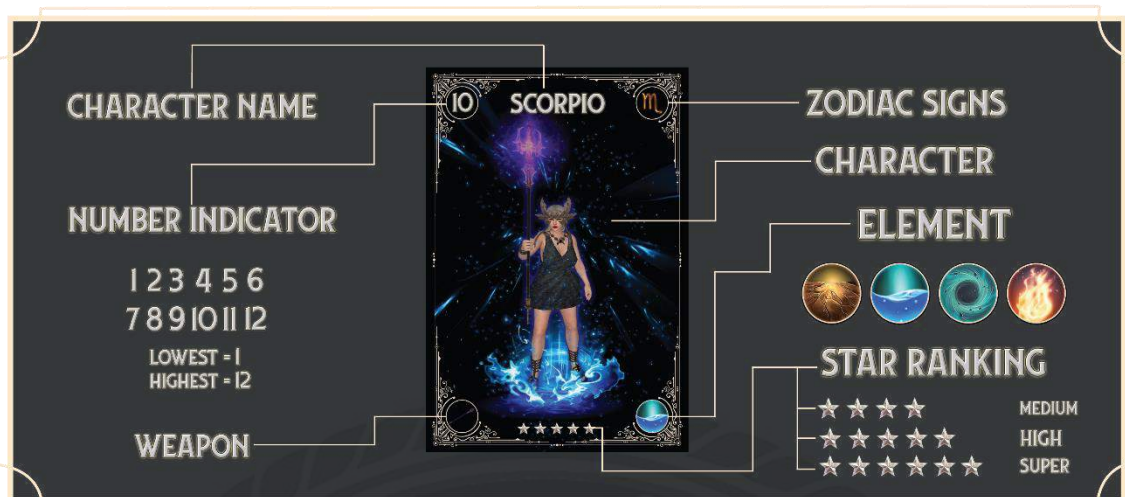 CHARACTER NAME
NUMBER INDICATOR
1 2 3 4 5 6
7 8 9 10 11 12
LOWEST = 1
HIGHEST = 12
WEAPON
10 SCORPIO ♏
ZODIAC SIGNS
CHARACTER
ELEMENT
STAR RANKING
MEDIUM
HIGH
SUPER